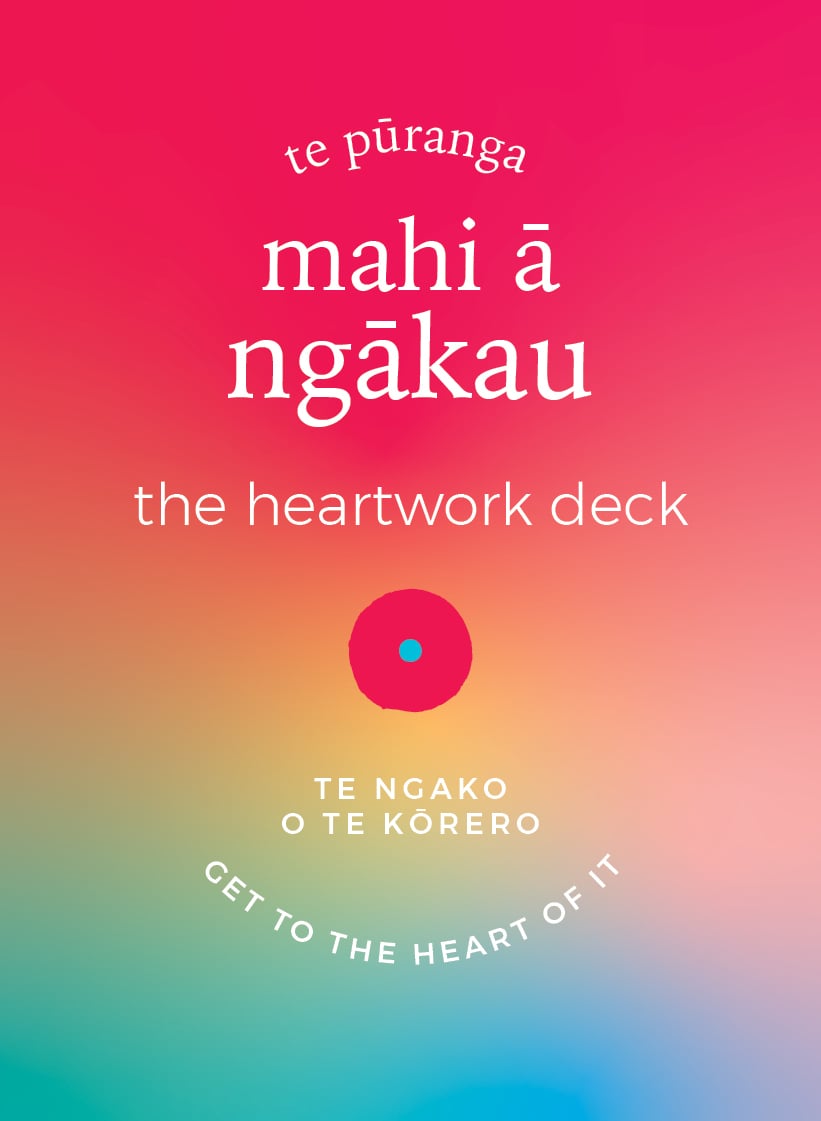 te pūranga
mahi ā
ngākau
the heartwork deck
TE NGAKO
O TE KŌRERO
GET TO THE HEART OF IT